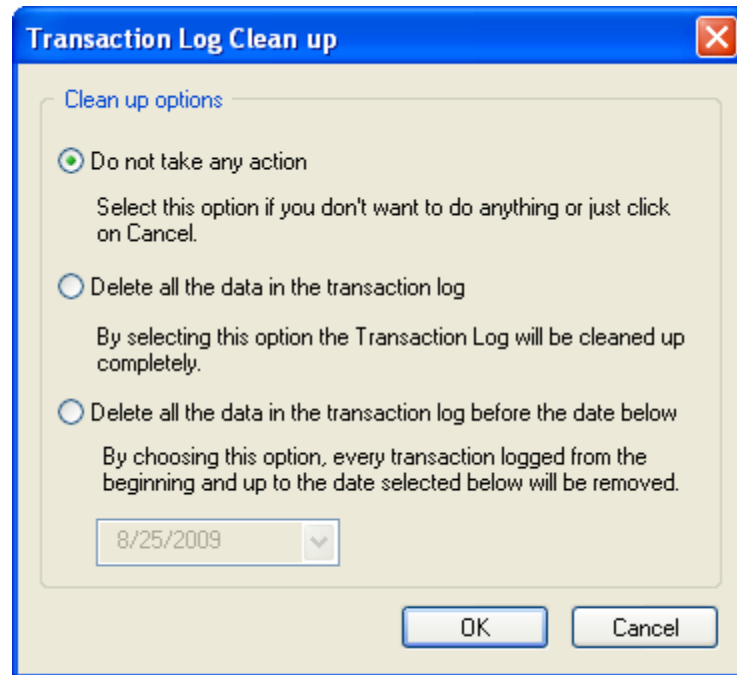 Transaction Log Clean up
Clean up options
Do not take any action
Select this option if you don't want to do anything or just click
on Cancel.
Delete all the data in the transaction log
By selecting this option the Transaction Log will be cleaned up
completely.
Delete all the data in the transaction log before the date below
By choosing this option, every transaction logged from the
beginning and up to the date selected below will be removed.
8/25/2009
OK Cancel